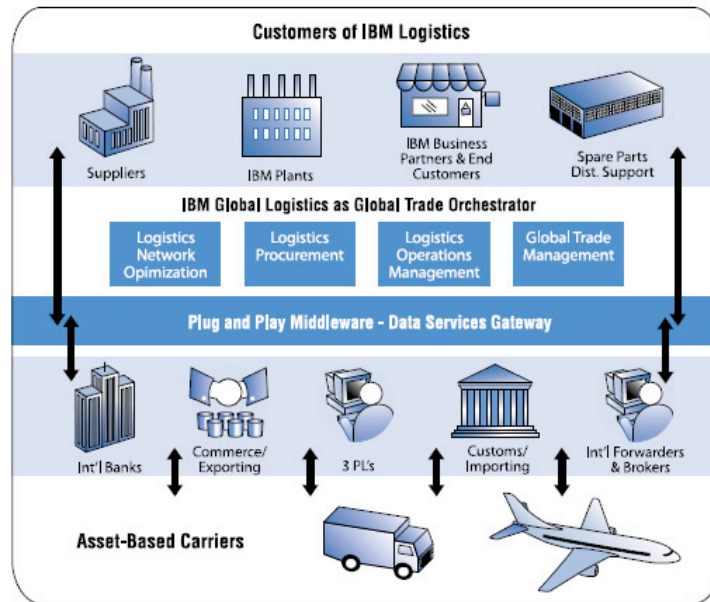 Customers of IBM Logistics
Suppliers
IBM Plants
IBM Business
Partners & End
Customers
Spare Parts
Dist. Support
IBM Global Logistics as Global Trade Orchestrator
Logistics
Network
Opimization
Logistics
Procurement
Logistics
Operations
Management
Global Trade
Management
Plug and Play Middleware - Data Services Gateway
Int'l Banks
Commerce/
Exporting
3 PL's
Customs/
Importing
Int'l Forwarders
& Brokers
Asset-Based Carriers